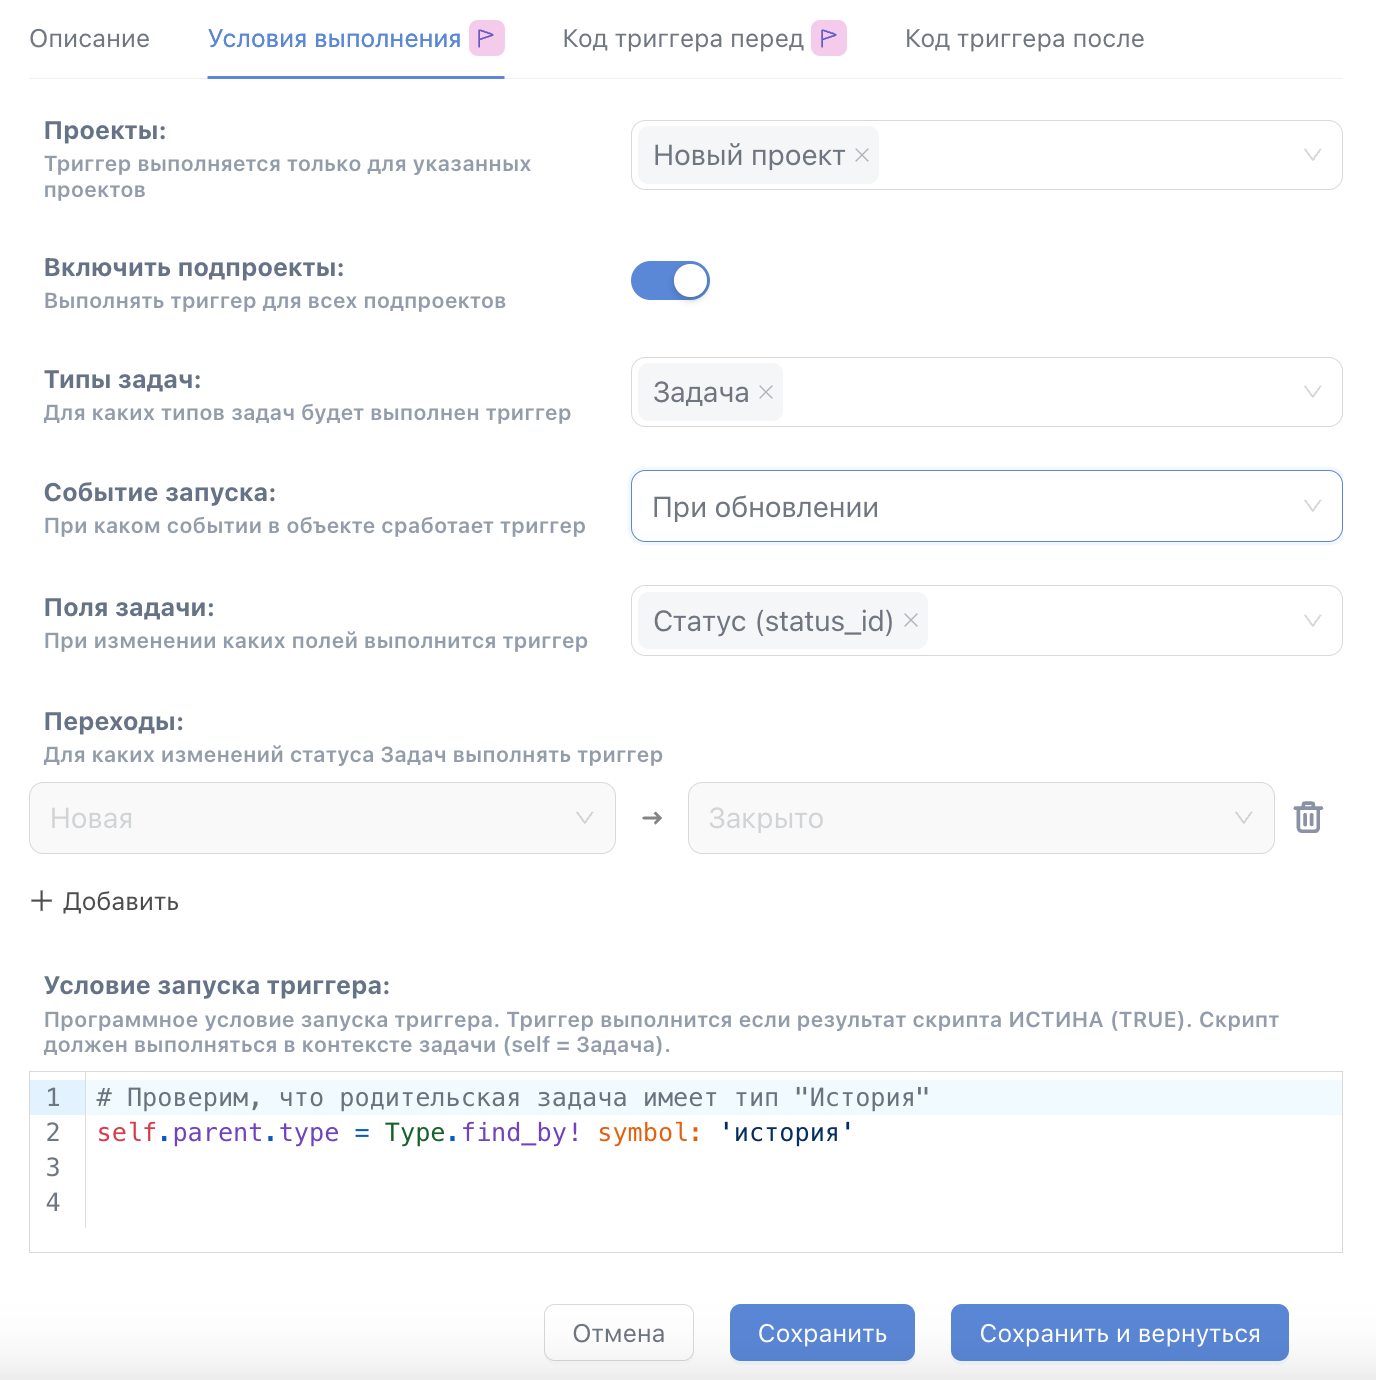 Описание Условия выполнения Код триггера перед Код триггера после
Проекты:
Триггер выполняется только для указанных
проектов
Новый проект
Включить подпроекты:
Выполнять триггер для всех подпроектов
Типы задач:
Для каких типов задач будет выполнен триггер
Задача
Событие запуска:
При каком событии в объекте сработает триггер
При обновлении
Поля задачи:
При изменении каких полей выполнится триггер
Статус (status_id)
Переходы:
Для каких изменений статуса Задач выполнять триггер
Новая → Закрыто
+ Добавить
Условие запуска триггера:
Программное условие запуска триггера. Триггер выполнится если результат скрипта ИСТИНА (TRUE). Скрипт
должен выполняться в контексте задачи (self = Задача).
1 # Проверим, что родительская задача имеет тип "История"
2 self.parent.type = Type.find_by! symbol: 'история'
3
4
Отмена Сохранить Сохранить и вернуться